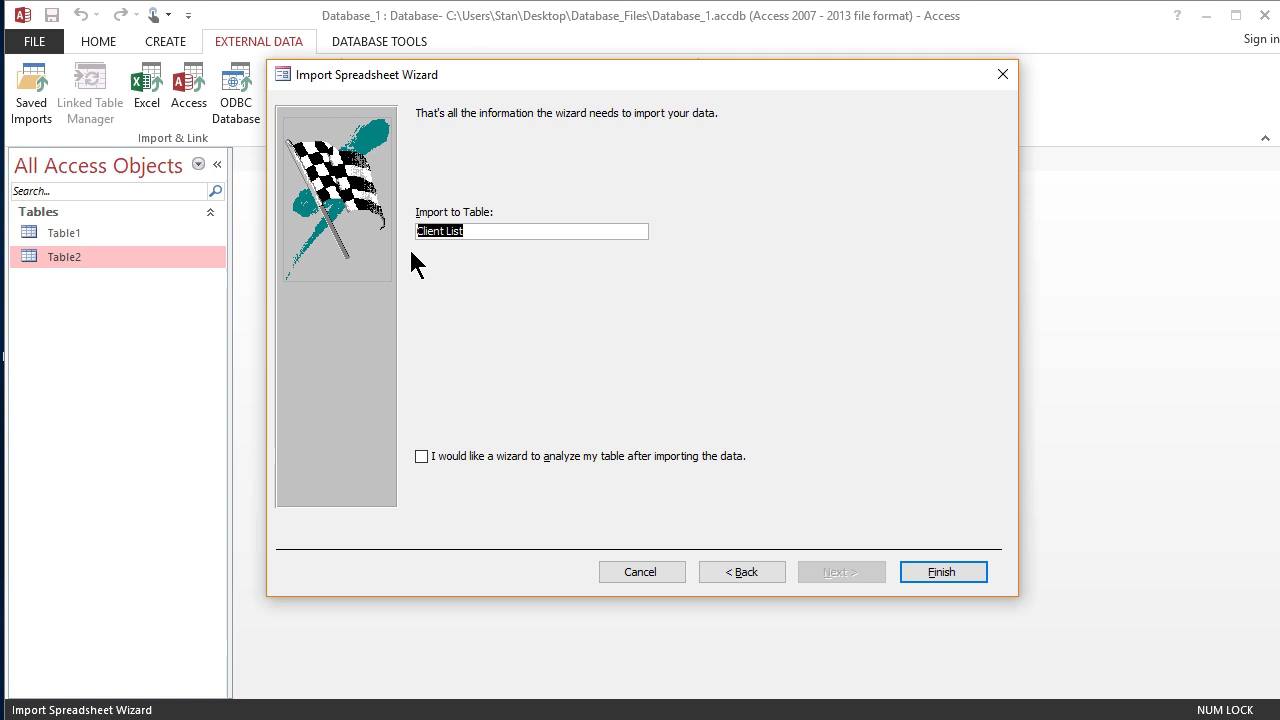 Database_1 : Database- C:\Users\Stan\Desktop\Database_Files\Database_1.accdb (Access 2007 - 2013 file format) - Access
?
FILE HOME CREATE EXTERNAL DATA DATABASE TOOLS
Sign in
Saved Imports
Linked Table Manager
Excel
Access
ODBC Database
Import & Link
All Access Objects
Search...
Tables
Table1
Table2
Import Spreadsheet Wizard
That's all the information the wizard needs to import your data.
Import to Table:
Client List
I would like a wizard to analyze my table after importing the data.
Cancel
< Back
Next >
Finish
Import Spreadsheet Wizard
NUM LOCK